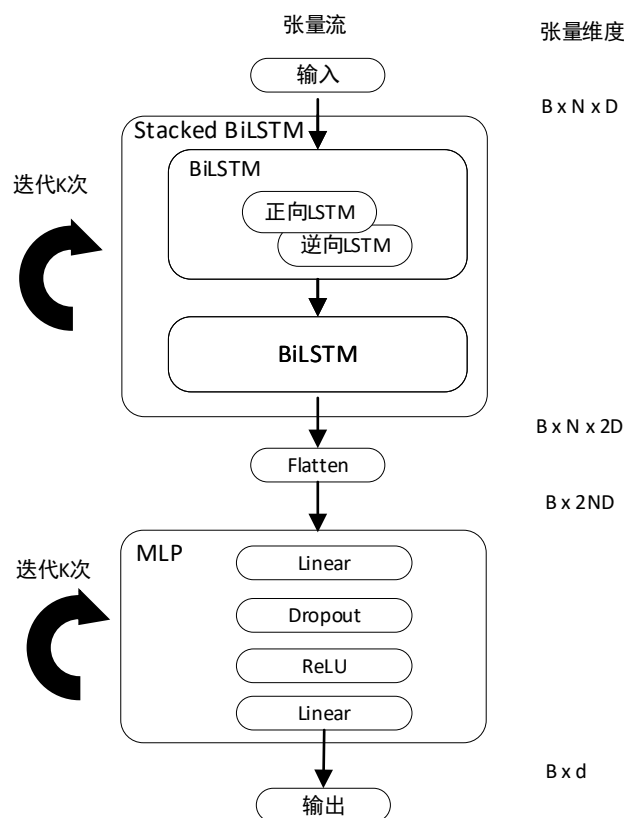 张量流
张量维度
输入
B x N x D
Stacked BiLSTM
BiLSTM
迭代K次
正向LSTM
逆向LSTM
BiLSTM
B x N x 2D
Flatten
B x 2ND
MLP
Linear
迭代K次
Dropout
ReLU
Linear
B x d
输出